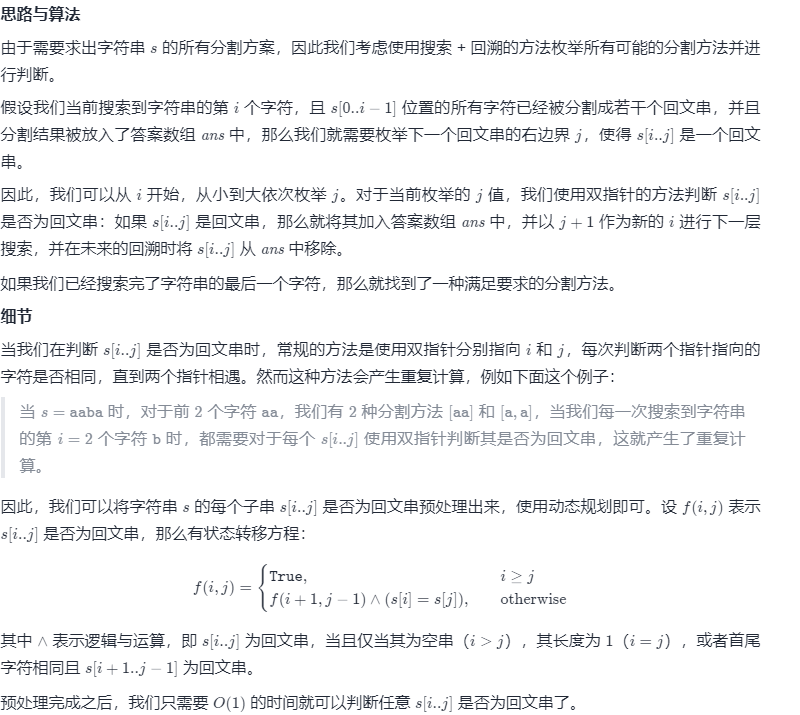 思路与算法
由于需要求出字符串 s 的所有分割方案，因此我们考虑使用搜索 + 回溯的方法枚举所有可能的分割方法并进
行判断。
假设我们当前搜索到字符串的第 i 个字符，且 s[0..i − 1] 位置的所有字符已经被分割成若干个回文串，并且
分割结果被放入了答案数组 ans 中，那么我们就需要枚举下一个回文串的右边界 j，使得 s[i..j] 是一个回文
串。
因此，我们可以从 i 开始，从小到大依次枚举 j。对于当前枚举的 j 值，我们使用双指针的方法判断 s[i..j]
是否为回文串：如果 s[i..j] 是回文串，那么就将其加入答案数组 ans 中，并以 j + 1 作为新的 i 进行下一层
搜索，并在未来的回溯时将 s[i..j] 从 ans 中移除。
如果我们已经搜索完了字符串的最后一个字符，那么就找到了一种满足要求的分割方法。
细节
当我们在判断 s[i..j] 是否为回文串时，常规的方法是使用双指针分别指向 i 和 j，每次判断两个指针指向的
字符是否相同，直到两个指针相遇。然而这种方法会产生重复计算，例如下面这个例子：
当 s = aaba 时，对于前 2 个字符 aa，我们有 2 种分割方法 [aa] 和 [a, a]，当我们每一次搜索到字符串
的第 i = 2 个字符 b 时，都需要对于每个 s[i..j] 使用双指针判断其是否为回文串，这就产生了重复计
算。
因此，我们可以将字符串 s 的每个子串 s[i..j] 是否为回文串预处理出来，使用动态规划即可。设 f(i, j) 表示
s[i..j] 是否为回文串，那么有状态转移方程：
f(i, j) = { True, i ≥ j
f(i + 1, j − 1) ∧ (s[i] = s[j]), otherwise
其中 ∧ 表示逻辑与运算，即 s[i..j] 为回文串，当且仅当其为空串（i > j），其长度为 1（i = j），或者首尾
字符相同且 s[i + 1..j − 1] 为回文串。
预处理完成之后，我们只需要 O(1) 的时间就可以判断任意 s[i..j] 是否为回文串了。